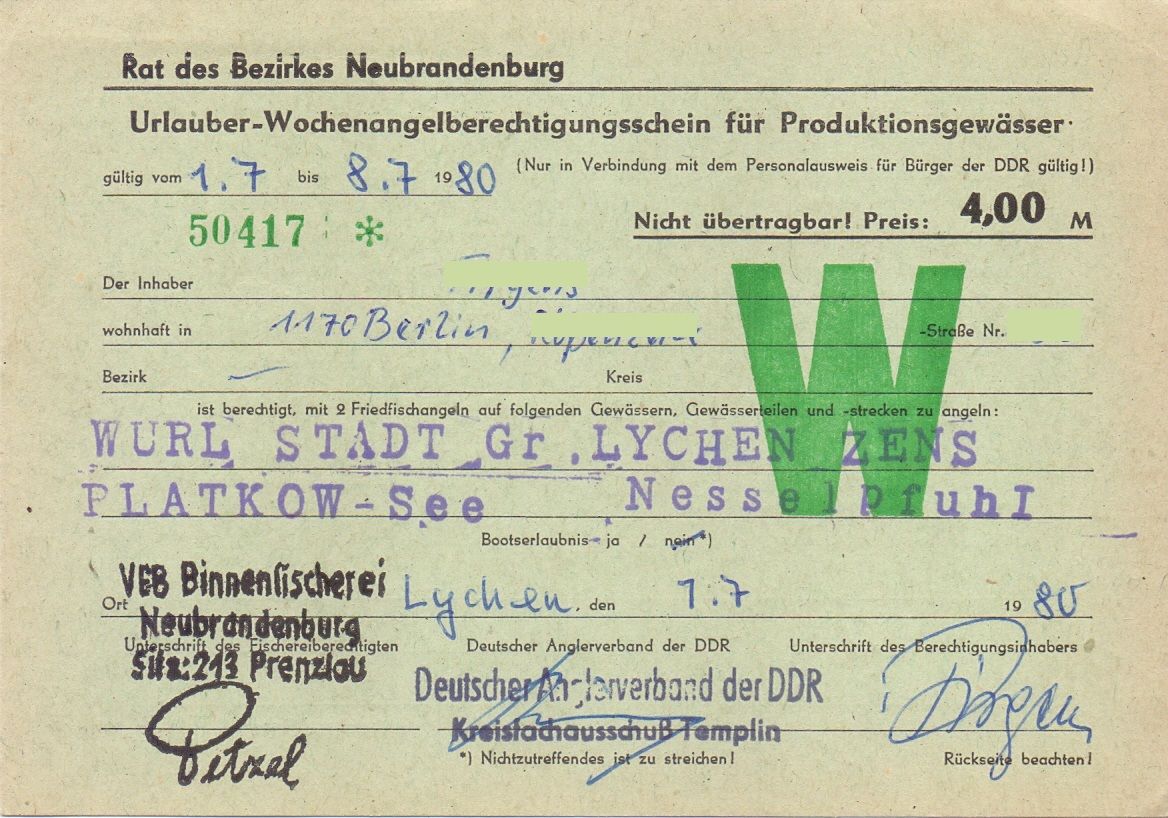 Rat des Bezirkes Neubrandenburg
Urlauber-Wochenangelberechtigungsschein für Produktionsgewässer
gültig vom 1.7 bis 8.7 1980 (Nur in Verbindung mit dem Personalausweis für Bürger der DDR gültig!)
50417 * Nicht übertragbar! Preis: 4,00 M
Der Inhaber
wohnhaft in 1170 Berlin, -Straße Nr.
Bezirk — Kreis
W
ist berechtigt, mit 2 Friedfischangeln auf folgenden Gewässern, Gewässerteilen und -strecken zu angeln:
WURL STADT Gr.LYCHEN ZENS
PLATKOW-See Nesselpfuhl
Bootserlaubnis ja / nein *)
VEB Binnenfischerei
Ort Lychen, den 1.7 1980
Neubrandenburg
Unterschrift des Fischereiberechtigten Deutscher Anglerverband der DDR Unterschrift des Berechtigungsinhabers
Sitz: 213 Prenzlau
Deutscher Anglerverband der DDR
Kreisfachausschuß Templin
*) Nichtzutreffendes ist zu streichen! Rückseite beachten!